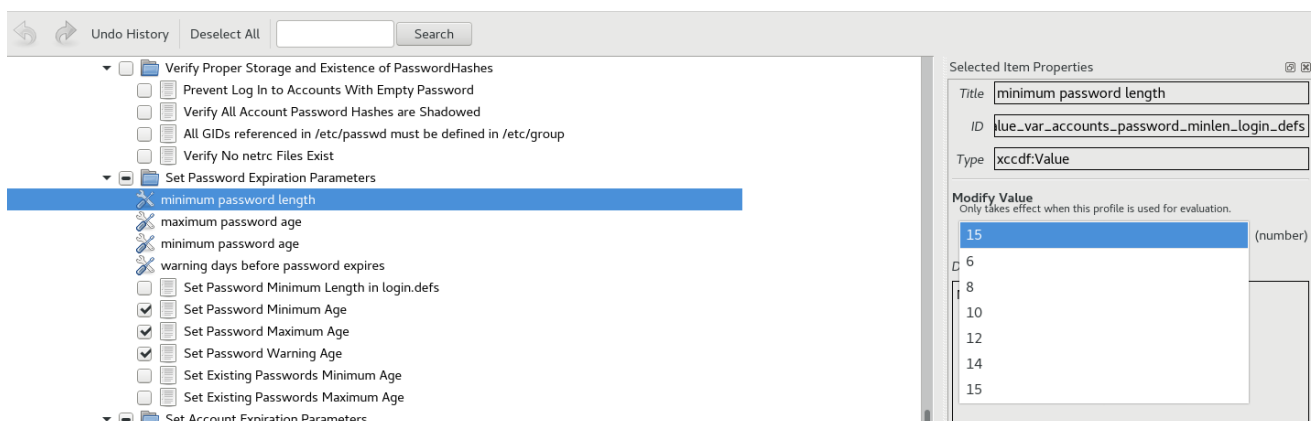 Undo History Deselect All Search
Verify Proper Storage and Existence of PasswordHashes
Prevent Log In to Accounts With Empty Password
Verify All Account Password Hashes are Shadowed
All GIDs referenced in /etc/passwd must be defined in /etc/group
Verify No netrc Files Exist
Set Password Expiration Parameters
minimum password length
maximum password age
minimum password age
warning days before password expires
Set Password Minimum Length in login.defs
Set Password Minimum Age
Set Password Maximum Age
Set Password Warning Age
Set Existing Passwords Minimum Age
Set Existing Passwords Maximum Age
Set Account Expiration Parameters
Selected Item Properties
Title minimum password length
ID lue_var_accounts_password_minlen_login_defs
Type xccdf:Value
Modify Value
Only takes effect when this profile is used for evaluation.
15 (number)
6
8
10
12
14
15